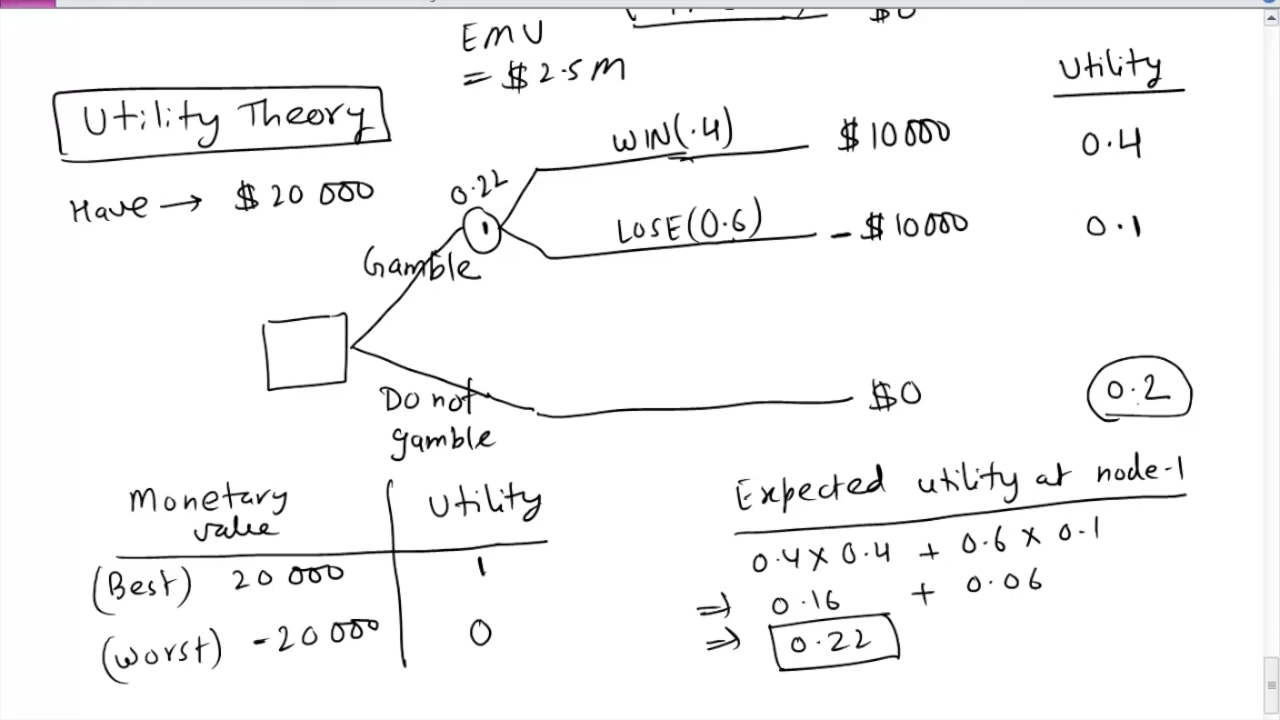 $0
EMV
= $ 2.5M
Utility
Utility Theory
WIN(.4) $10000 0.4
Have → $ 20 000
0.22
1
LOSE(0.6) - $10000 0.1
Gamble
Do not
gamble
$0
0.2
Monetary
value
Utility
(Best) 20 000 1
(Worst) -20000 0
Expected utility at node-1
0.4 x 0.4 + 0.6 x 0.1
⇒ 0.16 + 0.06
⇒ 0.22